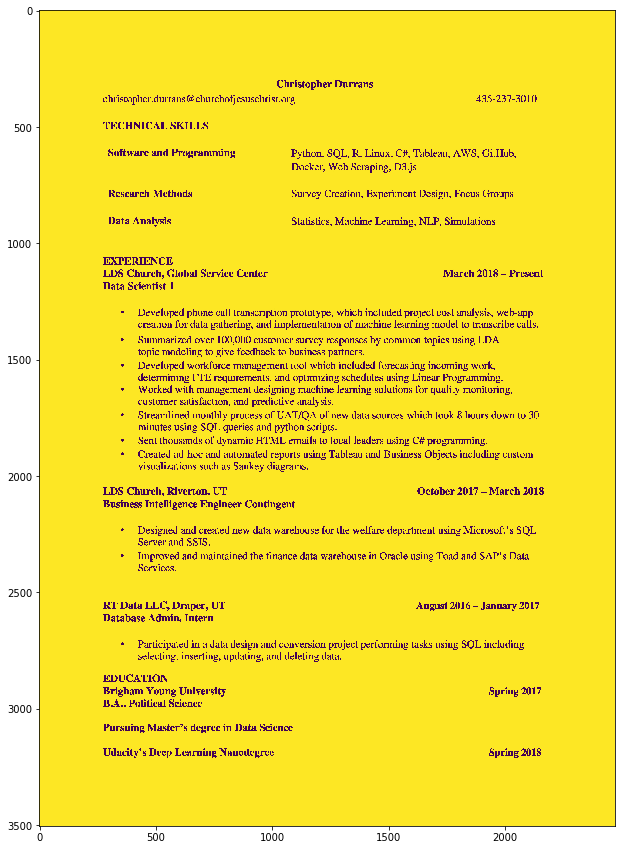 0
500
1000
1500
2000
2500
3000
3500
0
500
1000
1500
2000
Christopher Durrans
christopher.durrans@churchofjesuschrist.org 435-237-3010
TECHNICAL SKILLS
Software and Programming Python, SQL, R, Linux, C#, Tableau, AWS, GitHub,
Docker, Web Scraping, D3.js
Research Methods Survey Creation, Experiment Design, Focus Groups
Data Analysis Statistics, Machine Learning, NLP, Simulations
EXPERIENCE
LDS Church, Global Service Center March 2018 – Present
Data Scientist 1
• Developed phone call transcription prototype, which included project cost analysis, web-app
creation for data gathering, and implementation of machine learning model to transcribe calls.
• Summarized over 100,000 customer survey responses by common topics using LDA
topic modeling to give feedback to business partners.
• Developed workforce management tool which included forecasting incoming work,
determining FTE requirements, and optimizing schedules using Linear Programming.
• Worked with management designing machine learning solutions for quality monitoring,
customer satisfaction, and predictive analysis.
• Streamlined monthly process of UAT/QA of new data sources which took 8 hours down to 30
minutes using SQL queries and python scripts.
• Sent thousands of dynamic HTML emails to local leaders using C# programming.
• Created ad hoc and automated reports using Tableau and Business Objects including custom
visualizations such as Sankey diagrams.
LDS Church, Riverton, UT October 2017 – March 2018
Business Intelligence Engineer Contingent
• Designed and created new data warehouse for the welfare department using Microsoft's SQL
Server and SSIS.
• Improved and maintained the finance data warehouse in Oracle using Toad and SAP's Data
Services.
RT Data LLC, Draper, UT August 2016 – January 2017
Database Admin, Intern
• Participated in a data design and conversion project performing tasks using SQL including
selecting, inserting, updating, and deleting data.
EDUCATION
Brigham Young University Spring 2017
B.A., Political Science
Pursuing Master's degree in Data Science
Udacity's Deep Learning Nanodegree Spring 2018